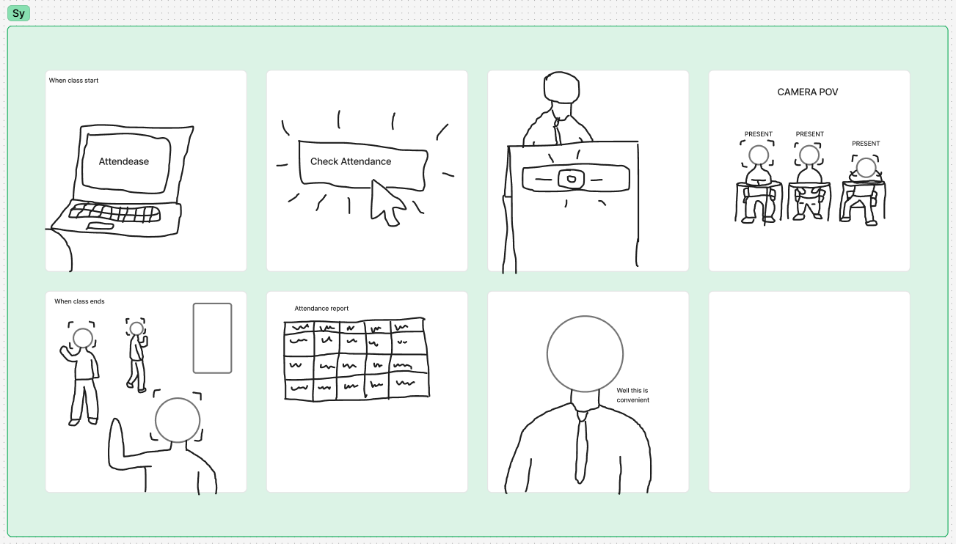 Sy
When class start
Attendease
Check Attendance
CAMERA POV
PRESENT
PRESENT
PRESENT
When class ends
Attendance report
Well this is
convenient